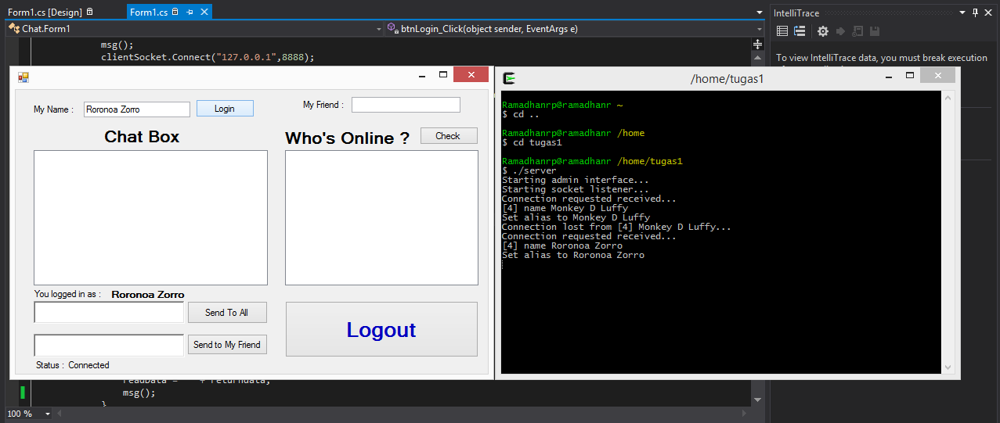 Form1.cs [Design]
Form1.cs
IntelliTrace
Chat.Form1
btnLogin_Click(object sender, EventArgs e)
msg();
clientSocket.Connect("127.0.0.1",8888);
To view IntelliTrace data, you must break execution
My Name :
Roronoa Zorro
Login
My Friend :
Chat Box
Who's Online ?
Check
You logged in as :
Roronoa Zorro
Send To All
Send to My Friend
Logout
Status : Connected
/home/tugas1
Ramadhanrp@ramadhanr ~
$ cd ..
Ramadhanrp@ramadhanr /home
$ cd tugas1
Ramadhanrp@ramadhanr /home/tugas1
$ ./server
Starting admin interface...
Starting socket listener...
Connection requested received...
[4] name Monkey D Luffy
Set alias to Monkey D Luffy
Connection lost from [4] Monkey D Luffy...
Connection requested received...
[4] name Roronoa Zorro
Set alias to Roronoa Zorro
readData = + returndata;
msg();
}
100 %